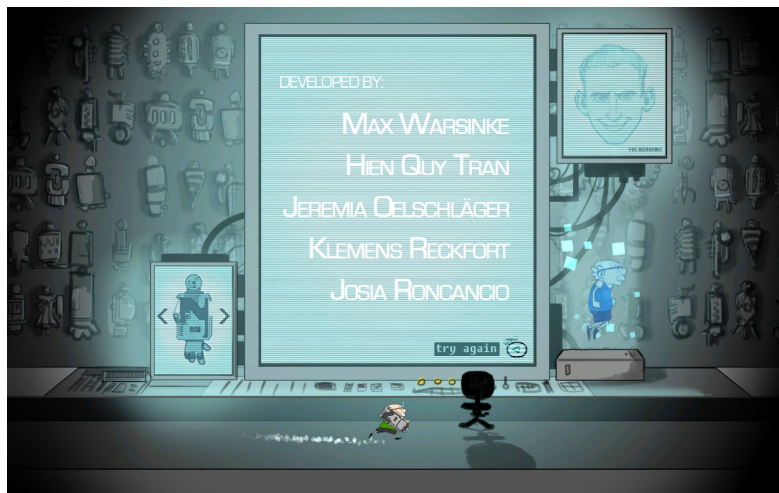 DEVELOPED BY:
MAX WARSINKE
HIEN QUY TRAN
JEREMIA OELSCHLÄGER
KLEMENS RECKFORT
JOSIA RONCANCIO
try again